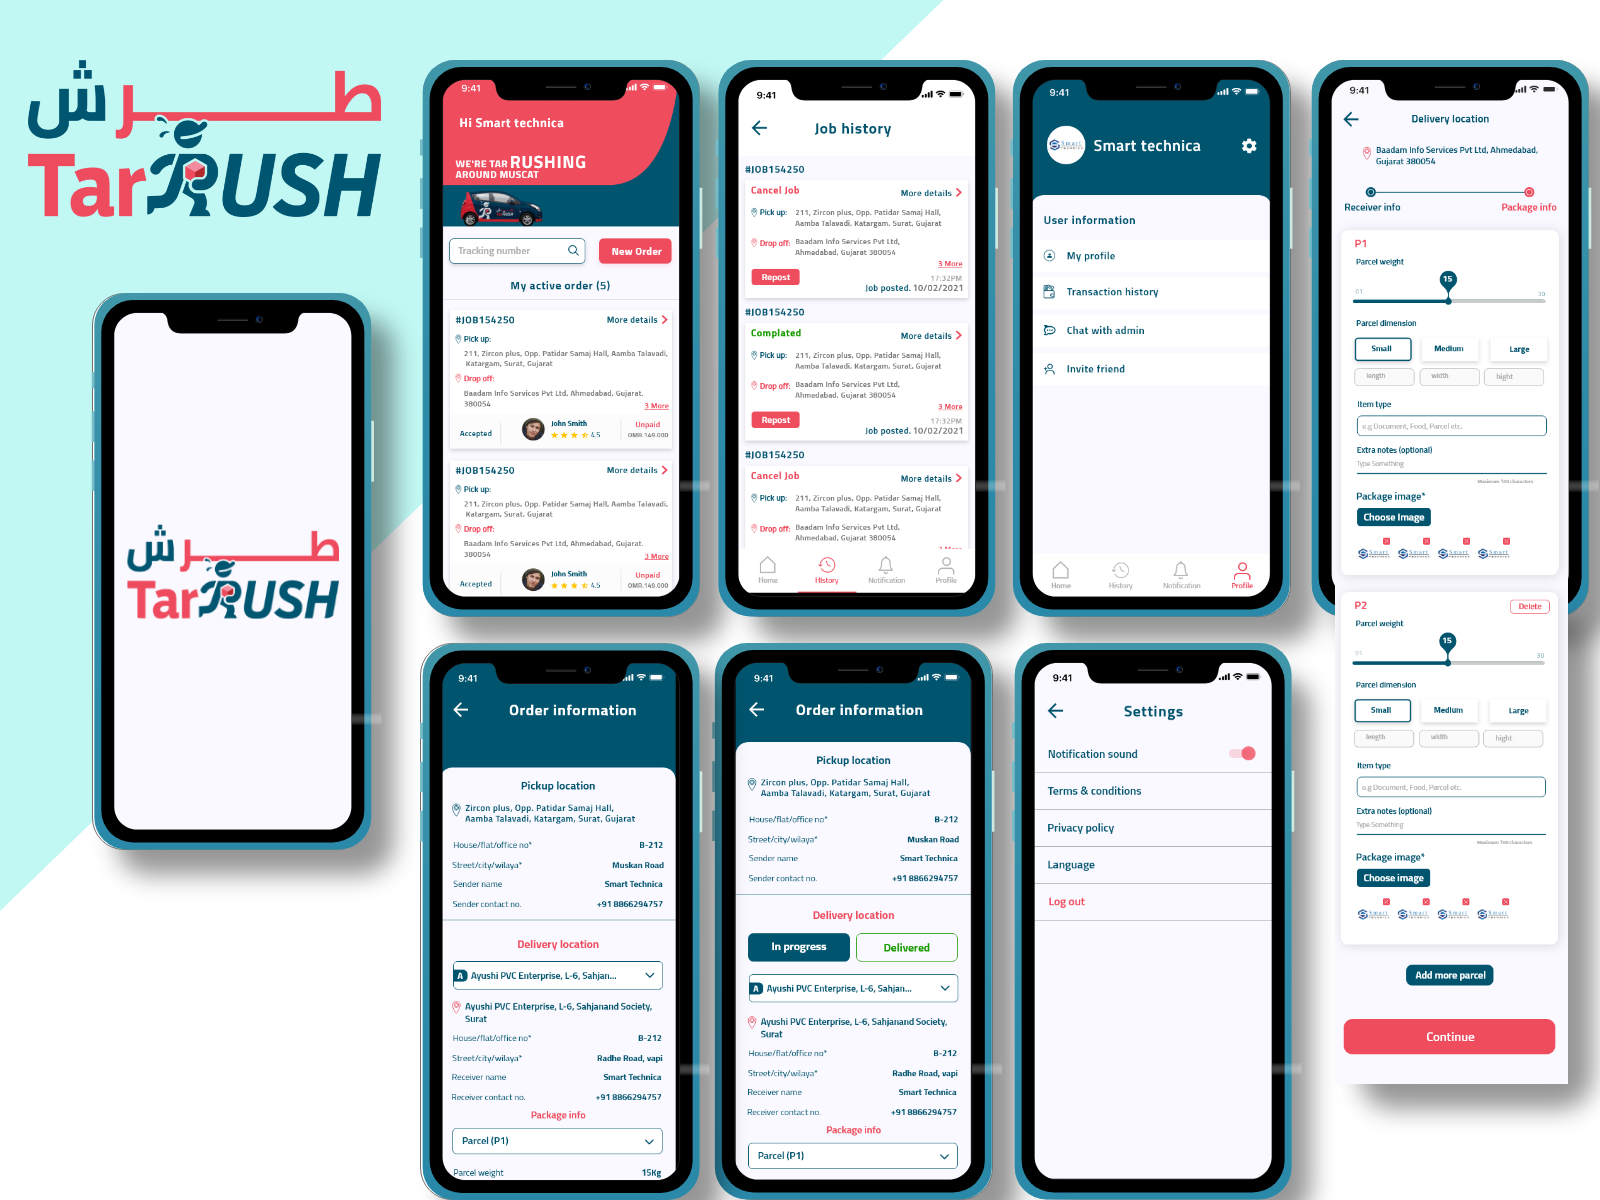 طرش
TarRUSH
طرش
TarRUSH
9:41
Hi Smart technica
WE'RE TAR RUSHING
AROUND MUSCAT
Tracking number
New Order
My active order (5)
#JOB154250
More details
Pick up:
211, Zircon plus, Opp. Patidar Samaj Hall, Aamba Talavadi,
Katargam, Surat, Gujarat
Drop off:
Baadam Info Services Pvt Ltd, Ahmedabad, Gujarat.
380054
3 More
Accepted
John Smith
4.5
Unpaid
OMR.149.000
#JOB154250
More details
Pick up:
211, Zircon plus, Opp. Patidar Samaj Hall, Aamba Talavadi,
Katargam, Surat, Gujarat
Drop off:
Baadam Info Services Pvt Ltd, Ahmedabad, Gujarat.
380054
3 More
Accepted
John Smith
4.5
Unpaid
OMR.149.000
9:41
Job history
#JOB154250
Cancel Job
More details
Pick up:
211, Zircon plus, Opp. Patidar Samaj Hall,
Aamba Talavadi, Katargam, Surat, Gujarat
Drop off:
Baadam Info Services Pvt Ltd,
Ahmedabad, Gujarat 380054
3 More
Repost
17:32PM
Job posted. 10/02/2021
#JOB154250
Complated
More details
Pick up:
211, Zircon plus, Opp. Patidar Samaj Hall,
Aamba Talavadi, Katargam, Surat, Gujarat
Drop off:
Baadam Info Services Pvt Ltd,
Ahmedabad, Gujarat 380054
3 More
Repost
17:32PM
Job posted. 10/02/2021
#JOB154250
Cancel Job
More details
Pick up:
211, Zircon plus, Opp. Patidar Samaj Hall,
Aamba Talavadi, Katargam, Surat, Gujarat
Drop off:
Baadam Info Services Pvt Ltd,
Ahmedabad, Gujarat 380054
3 More
Home
History
Notification
Profile
9:41
Smart technica
User information
My profile
Transaction history
Chat with admin
Invite friend
Home
History
Notification
Profile
9:41
Delivery location
Baadam Info Services Pvt Ltd, Ahmedabad,
Gujarat 380054
Receiver info
Package info
P1
Parcel weight
15
01
30
Parcel dimension
Small
Medium
Large
length
width
hight
Item type
e.g Document, Food, Parcel etc.
Extra notes (optional)
Type Something
Maximum 100 characters
Package image*
Choose Image
P2
Delete
Parcel weight
15
01
30
Parcel dimension
Small
Medium
Large
length
width
hight
Item type
e.g Document, Food, Parcel etc.
Extra notes (optional)
Type Something
Maximum 100 characters
Package image*
Choose image
Add more parcel
Continue
9:41
Order information
Pickup location
Zircon plus, Opp. Patidar Samaj Hall,
Aamba Talavadi, Katargam, Surat, Gujarat
House/flat/office no*
B-212
Street/city/wilaya*
Muskan Road
Sender name
Smart Technica
Sender contact no.
+91 8866294757
Delivery location
A Ayushi PVC Enterprise, L-6, Sahjan...
Ayushi PVC Enterprise, L-6, Sahjanand Society,
Surat
House/flat/office no*
B-212
Street/city/wilaya*
Radhe Road, vapi
Receiver name
Smart Technica
Receiver contact no.
+91 8866294757
Package info
Parcel (P1)
Parcel weight
15Kg
9:41
Order information
Pickup location
Zircon plus, Opp. Patidar Samaj Hall,
Aamba Talavadi, Katargam, Surat, Gujarat
House/flat/office no*
B-212
Street/city/wilaya*
Muskan Road
Sender name
Smart Technica
Sender contact no.
+91 8866294757
Delivery location
In progress
Delivered
A Ayushi PVC Enterprise, L-6, Sahjan...
Ayushi PVC Enterprise, L-6, Sahjanand Society,
Surat
House/flat/office no*
B-212
Street/city/wilaya*
Radhe Road, vapi
Receiver name
Smart Technica
Receiver contact no.
+91 8866294757
Package info
Parcel (P1)
9:41
Settings
Notification sound
Terms & conditions
Privacy policy
Language
Log out